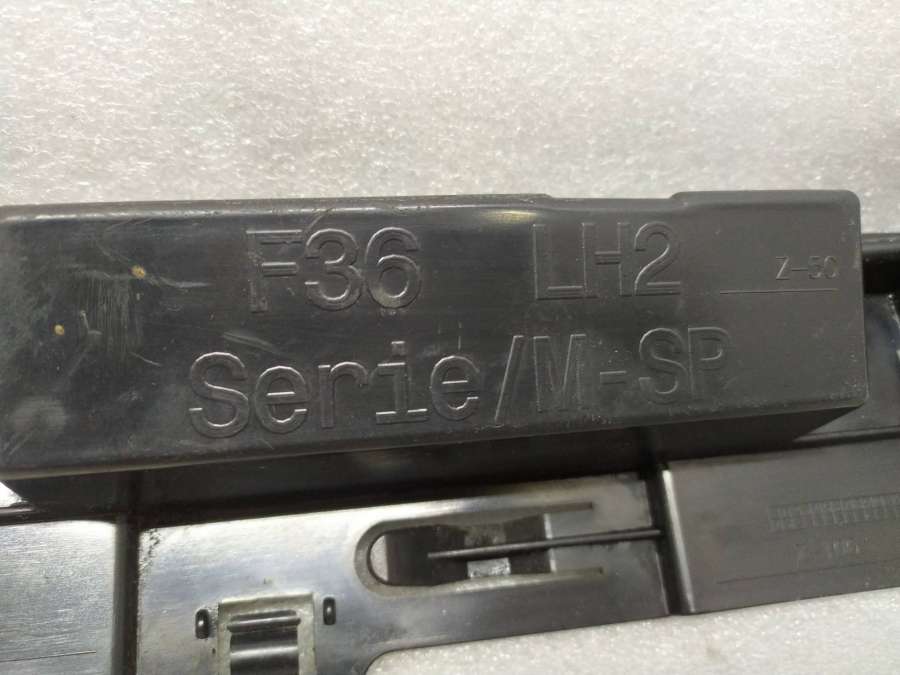 F36 LH2
Z-50
Serie/M-SP